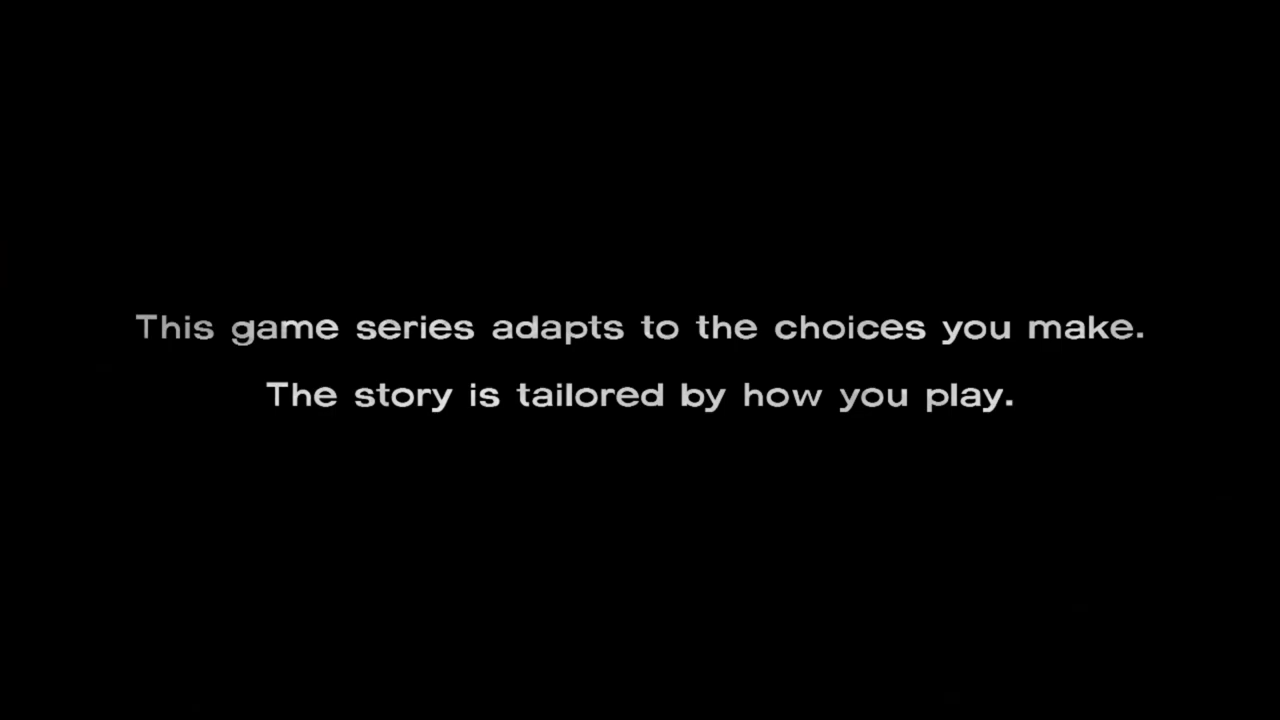 This game series adapts to the choices you make.
The story is tailored by how you play.